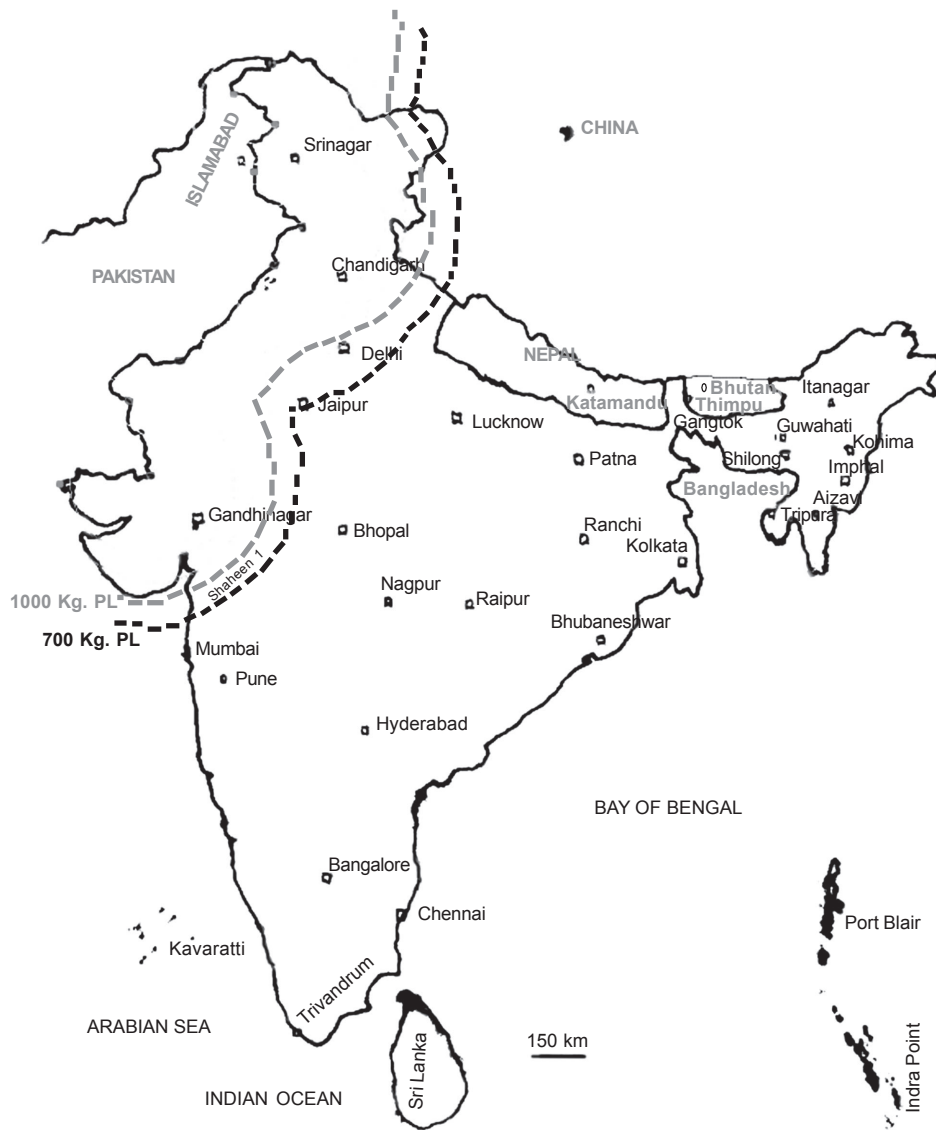 CHINA
Srinagar
ISLAMABAD
PAKISTAN
Chandigarh
Delhi
NEPAL
Bhutan
Itanagar
Katamandu
Thimpu
Jaipur
Lucknow
Gangtok
Guwahati
Kohima
Patna
Shilong
Imphal
Bangladesh
Aizavi
Tripura
Gandhinagar
Bhopal
Ranchi
Kolkata
Shaheen 1
Nagpur
Raipur
1000 Kg. PL
700 Kg. PL
Bhubaneshwar
Mumbai
Pune
Hyderabad
BAY OF BENGAL
Bangalore
Chennai
Port Blair
Kavaratti
Trivandrum
ARABIAN SEA
150 km
Sri Lanka
Indra Point
INDIAN OCEAN